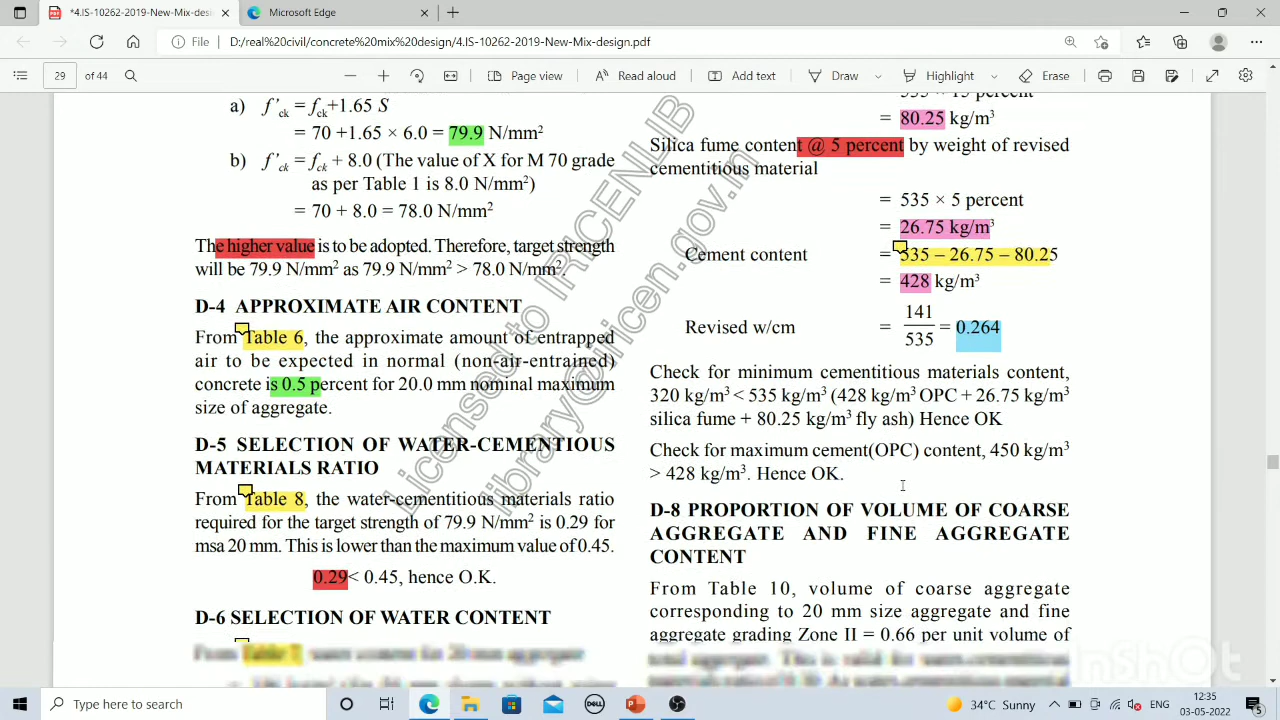 *4.IS-10262-2019-New-Mix-desig
Microsoft Edge
File
D:/real%20civil/concrete%20mix%20design/4.IS-10262-2019-New-Mix-design.pdf
29 of 44
Page view
Read aloud
Add text
Draw
Highlight
Erase
a) f'ck = fck+1.65 S
= 70 +1.65 × 6.0 = 79.9 N/mm²
b) f'ck = fck + 8.0 (The value of X for M 70 grade
as per Table 1 is 8.0 N/mm²)
= 70 + 8.0 = 78.0 N/mm²
The higher value is to be adopted. Therefore, target strength
will be 79.9 N/mm² as 79.9 N/mm² > 78.0 N/mm².
D-4 APPROXIMATE AIR CONTENT
From Table 6, the approximate amount of entrapped
air to be expected in normal (non-air-entrained)
concrete is 0.5 percent for 20.0 mm nominal maximum
size of aggregate.
D-5 SELECTION OF WATER-CEMENTITIOUS
MATERIALS RATIO
From Table 8, the water-cementitious materials ratio
required for the target strength of 79.9 N/mm² is 0.29 for
msa 20 mm. This is lower than the maximum value of 0.45.
0.29< 0.45, hence O.K.
D-6 SELECTION OF WATER CONTENT
535 × 15 percent
= 80.25 kg/m³
Silica fume content @ 5 percent by weight of revised
cementitious material
= 535 × 5 percent
= 26.75 kg/m³
Cement content = 535 – 26.75 – 80.25
= 428 kg/m³
Revised w/cm = 141/535 = 0.264
Check for minimum cementitious materials content,
320 kg/m³ < 535 kg/m³ (428 kg/m³ OPC + 26.75 kg/m³
silica fume + 80.25 kg/m³ fly ash) Hence OK
Check for maximum cement(OPC) content, 450 kg/m³
> 428 kg/m³. Hence OK.
D-8 PROPORTION OF VOLUME OF COARSE
AGGREGATE AND FINE AGGREGATE
CONTENT
From Table 10, volume of coarse aggregate
corresponding to 20 mm size aggregate and fine
aggregate grading Zone II = 0.66 per unit volume of
Licensed to IRICENLIB
library@iricen.gov.in
InShOt
Type here to search
DELL
34°C Sunny
ENG
12:35
03-05-2022
5